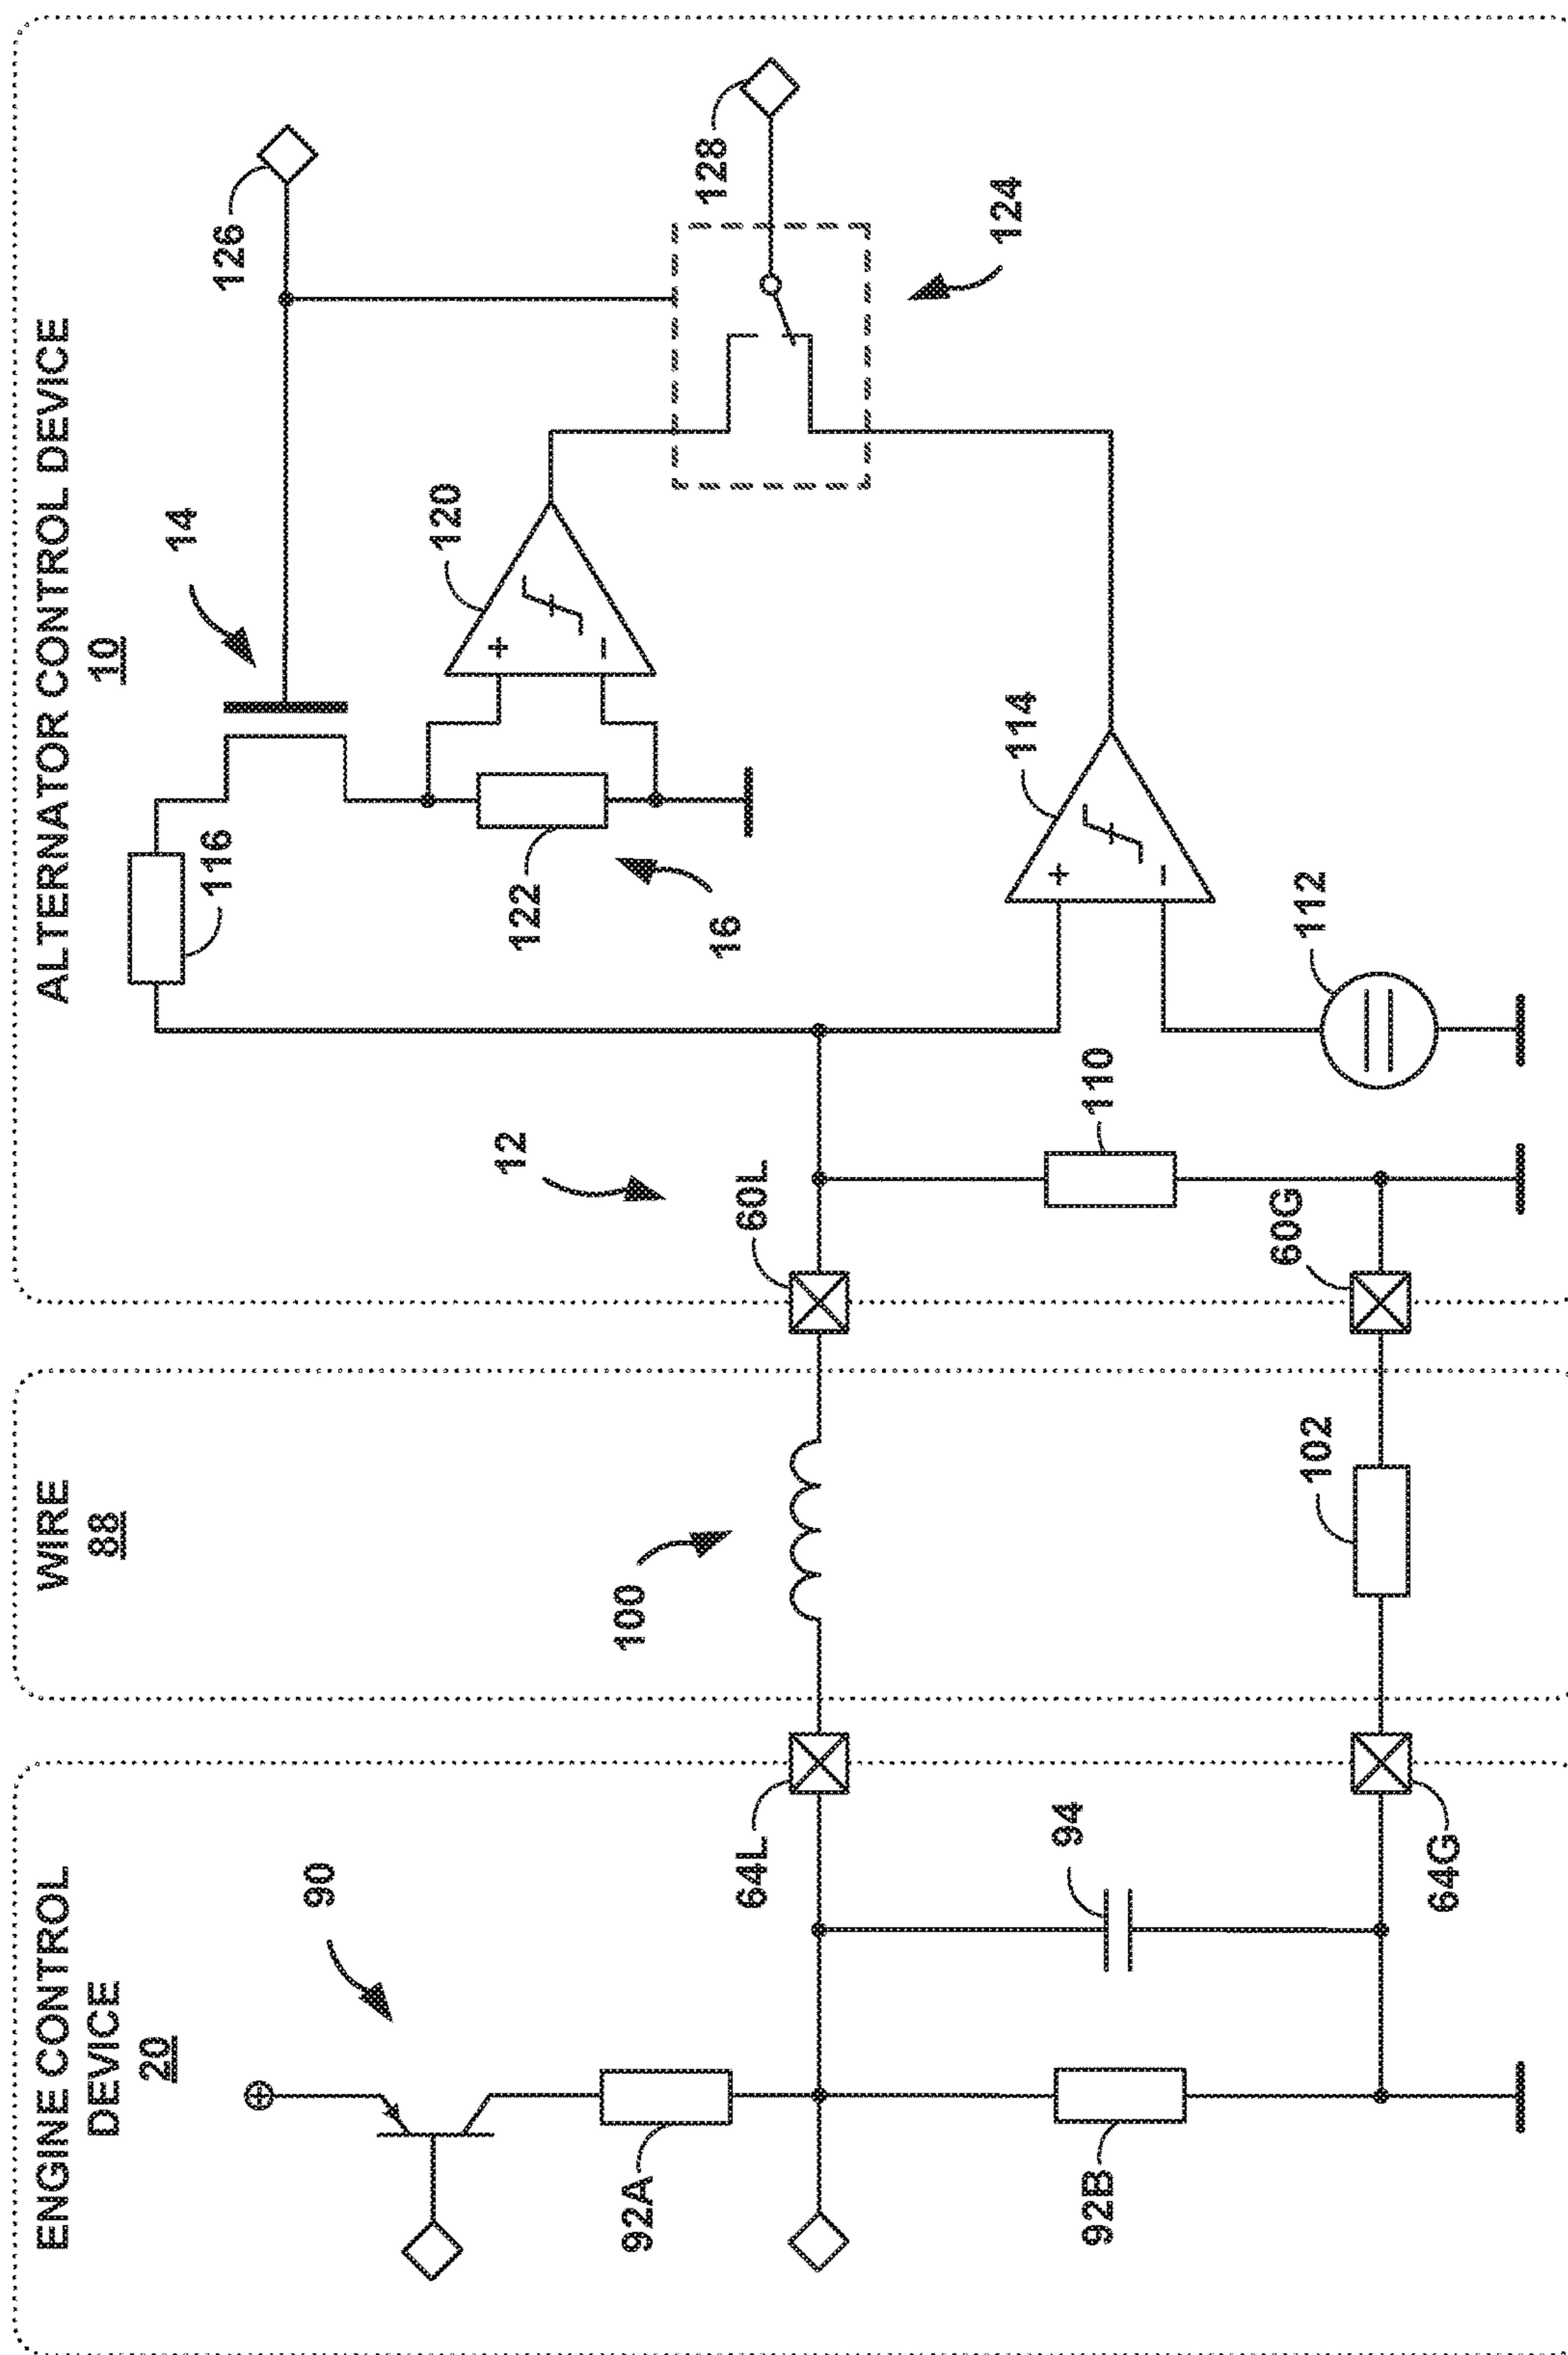 ENGINE CONTROL
DEVICE
20
90
92A
92B
94
64L
64G
WIRE
88
100
102
ALTERNATOR CONTROL DEVICE
10
12
60L
60G
110
112
114
+
−
116
14
16
122
120
+
−
126
128
124